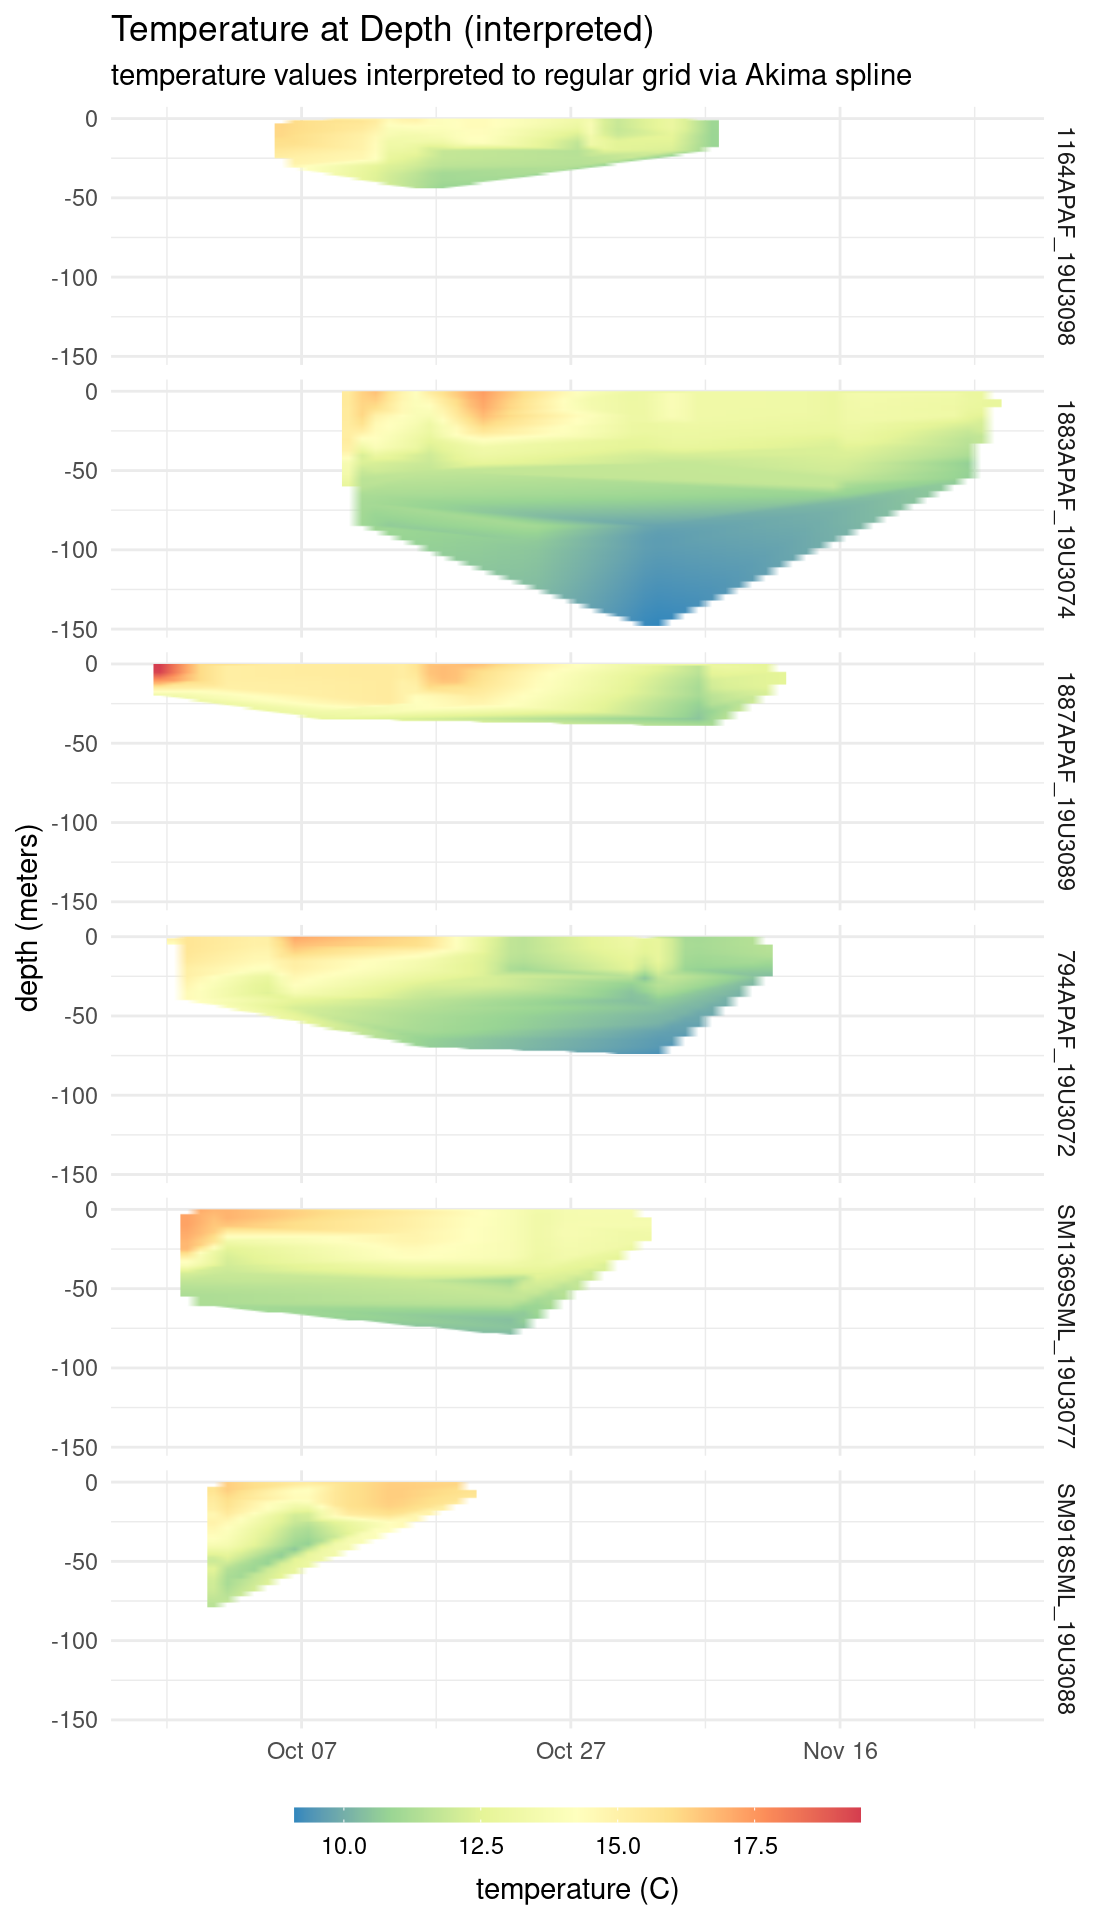 Temperature at Depth (interpreted)
temperature values interpreted to regular grid via Akima spline
depth (meters)
0
-50
-100
-150
1164APAF_19U3098
0
-50
-100
-150
1883APAF_19U3074
0
-50
-100
-150
1887APAF_19U3089
0
-50
-100
-150
794APAF_19U3072
0
-50
-100
-150
SM1369SML_19U3077
0
-50
-100
-150
SM918SML_19U3088
Oct 07 Oct 27 Nov 16
10.0 12.5 15.0 17.5
temperature (C)